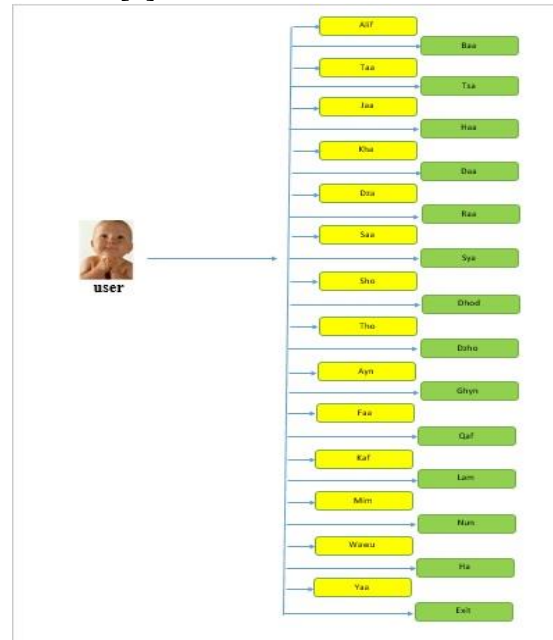 Alif
Baa
Taa
Tsa
Jaa
Haa
Kha
Daa
Dza
Raa
Saa
Sya
user
Sho
Dhod
Tho
Dzho
Ayn
Ghyn
Faa
Qaf
Kaf
Lam
Mim
Nun
Wawu
Ha
Yaa
Exit